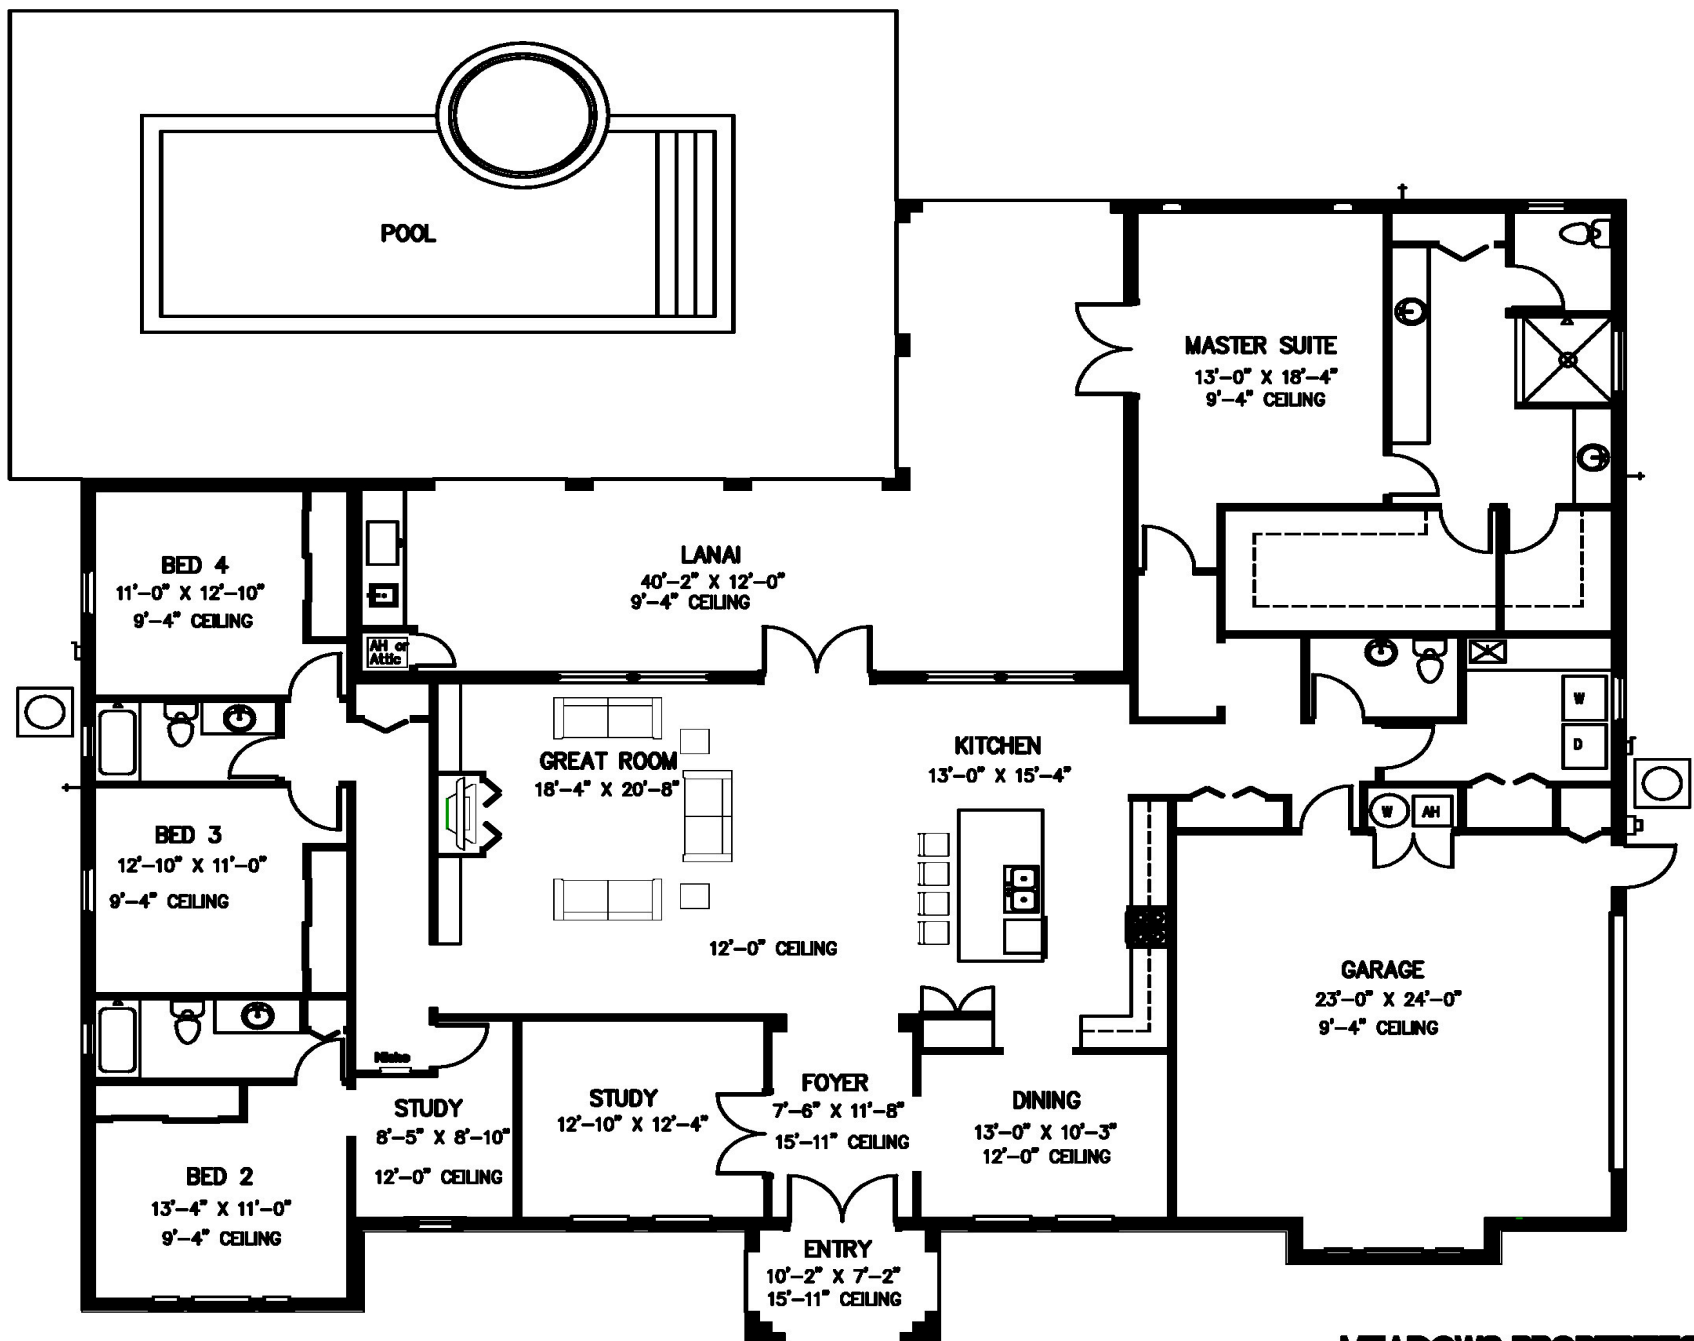 POOL
MASTER SUITE
13'-0" X 18'-4"
9'-4" CEILING
BED 4
11'-0" X 12'-10"
9'-4" CEILING
LANAI
40'-2" X 12'-0"
9'-4" CEILING
AH or
Attic
W
D
GREAT ROOM
18'-4" X 20'-8"
KITCHEN
13'-0" X 15'-4"
W
AH
BED 3
12'-10" X 11'-0"
9'-4" CEILING
12'-0" CEILING
GARAGE
23'-0" X 24'-0"
9'-4" CEILING
Niche
STUDY
8'-5" X 8'-10"
12'-0" CEILING
STUDY
12'-10" X 12'-4"
FOYER
7'-6" X 11'-8"
15'-11" CEILING
DINING
13'-0" X 10'-3"
12'-0" CEILING
BED 2
13'-4" X 11'-0"
9'-4" CEILING
ENTRY
10'-2" X 7'-2"
15'-11" CEILING